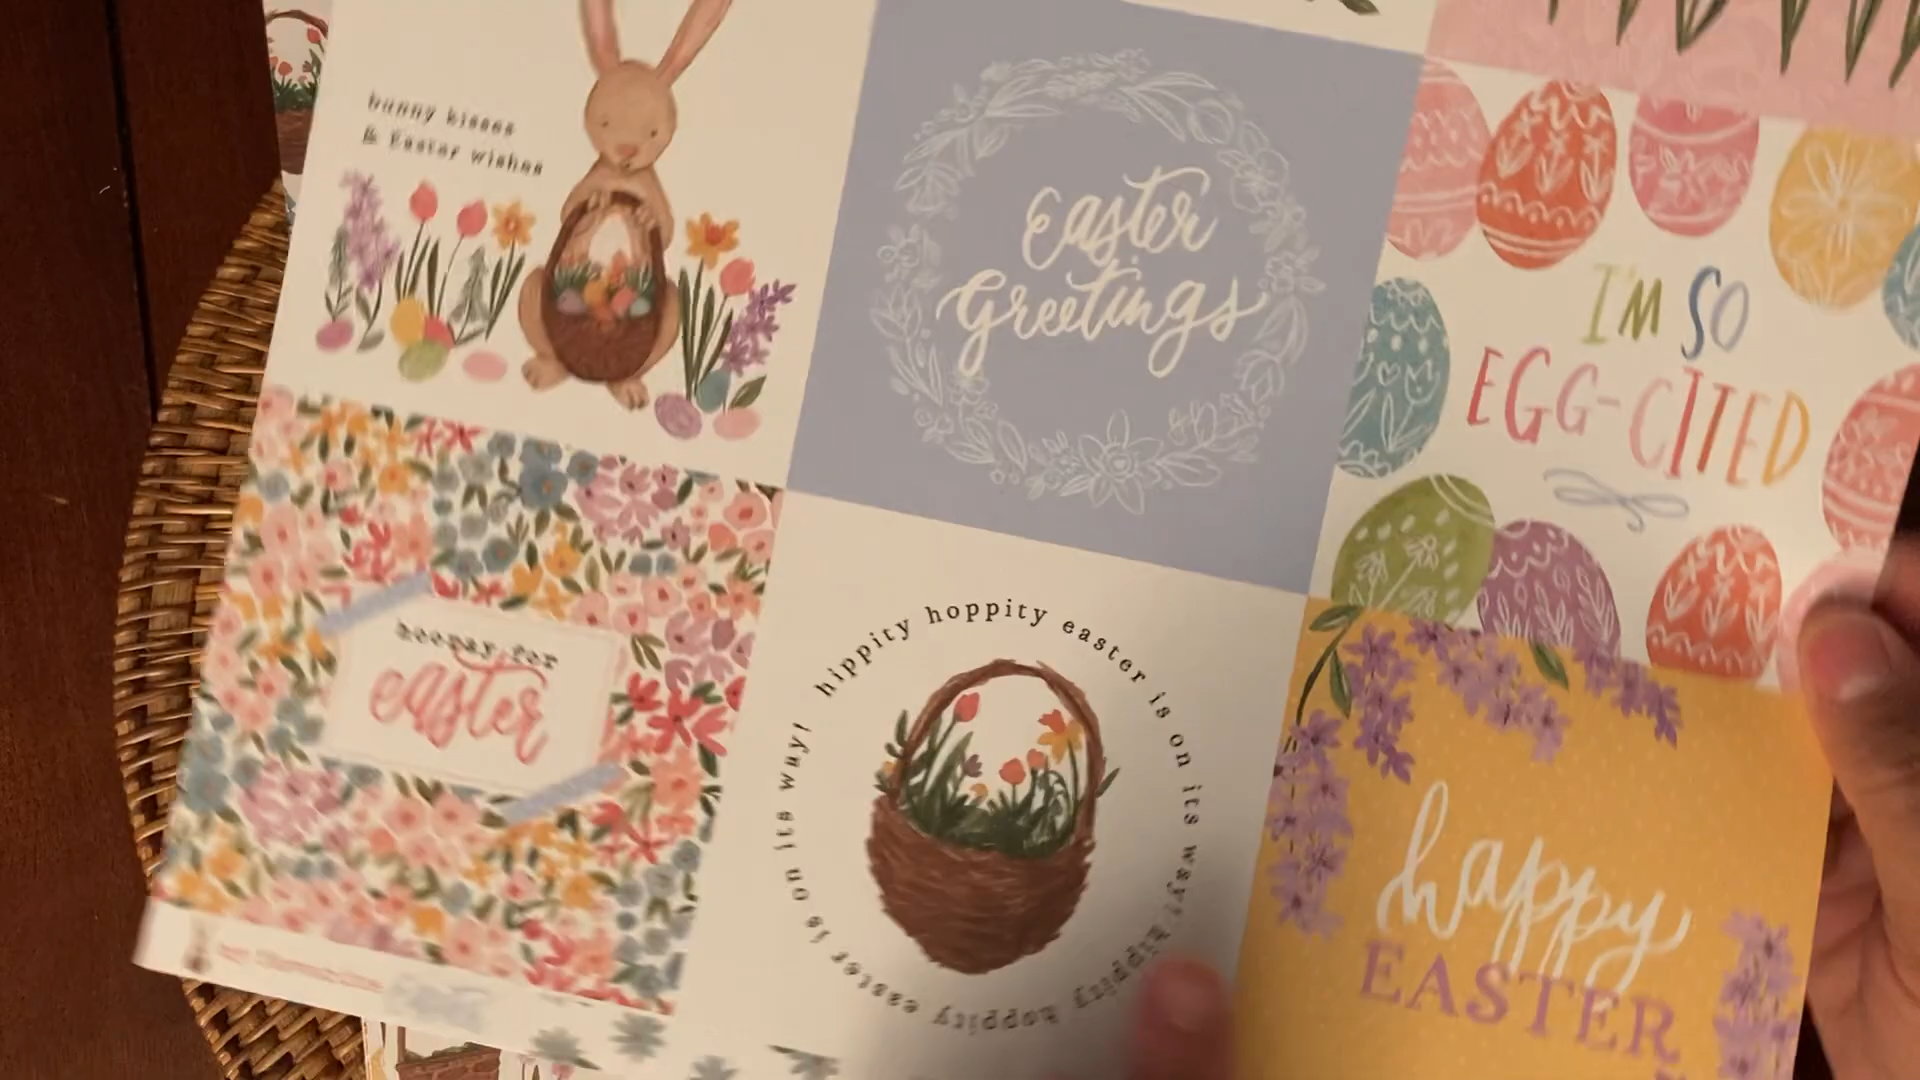 bunny kisses
& Easter wishes
Easter
Greetings
I'M SO
EGG-CITED
hooray for
easter
hippity hoppity easter is on its way! hippity hoppity easter is on its way!
happy
EASTER